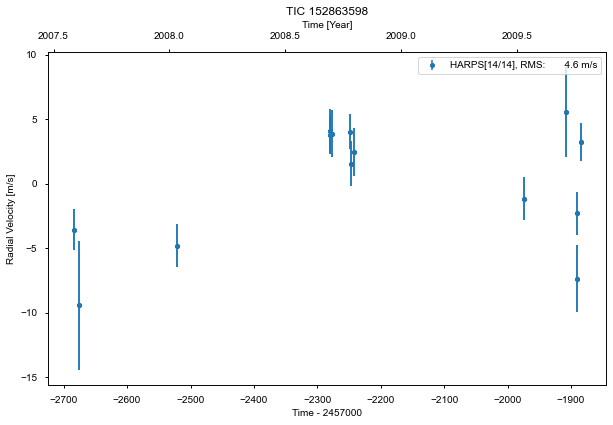 TIC 152863598
Time [Year]
2007.5 2008.0 2008.5 2009.0 2009.5
HARPS[14/14], RMS: 4.6 m/s
10
5
0
−5
−10
−15
Radial Velocity [m/s]
−2700 −2600 −2500 −2400 −2300 −2200 −2100 −2000 −1900
Time - 2457000